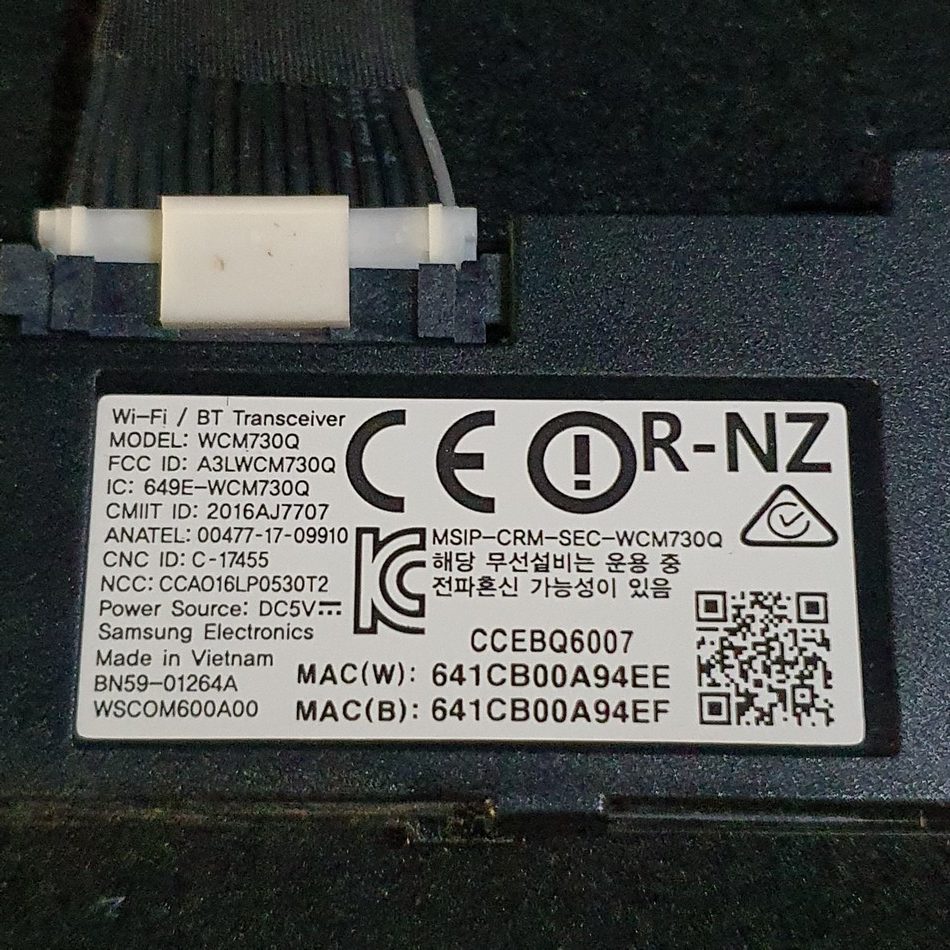 Wi-Fi / BT Transceiver
MODEL: WCM730Q
FCC ID: A3LWCM730Q
IC: 649E-WCM730Q
CMIIT ID: 2016AJ7707
ANATEL: 00477-17-09910
CNC ID: C-17455
NCC: CCAO16LP0530T2
Power Source: DC5V⎓
Samsung Electronics
Made in Vietnam
BN59-01264A
WSCOM600A00
CE
R-NZ
MSIP-CRM-SEC-WCM730Q
해당 무선설비는 운용 중
전파혼신 가능성이 있음
CCEBQ6007
MAC(W): 641CB00A94EE
MAC(B): 641CB00A94EF